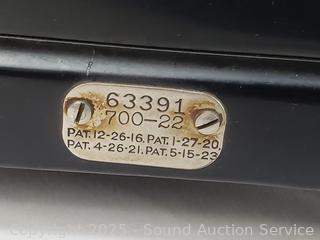 63391
700-22
PAT.12-26-16, PAT.1-27-20,
PAT.4-26-21, PAT.5-15-23
Copyright 2025 - Sound Auction Service